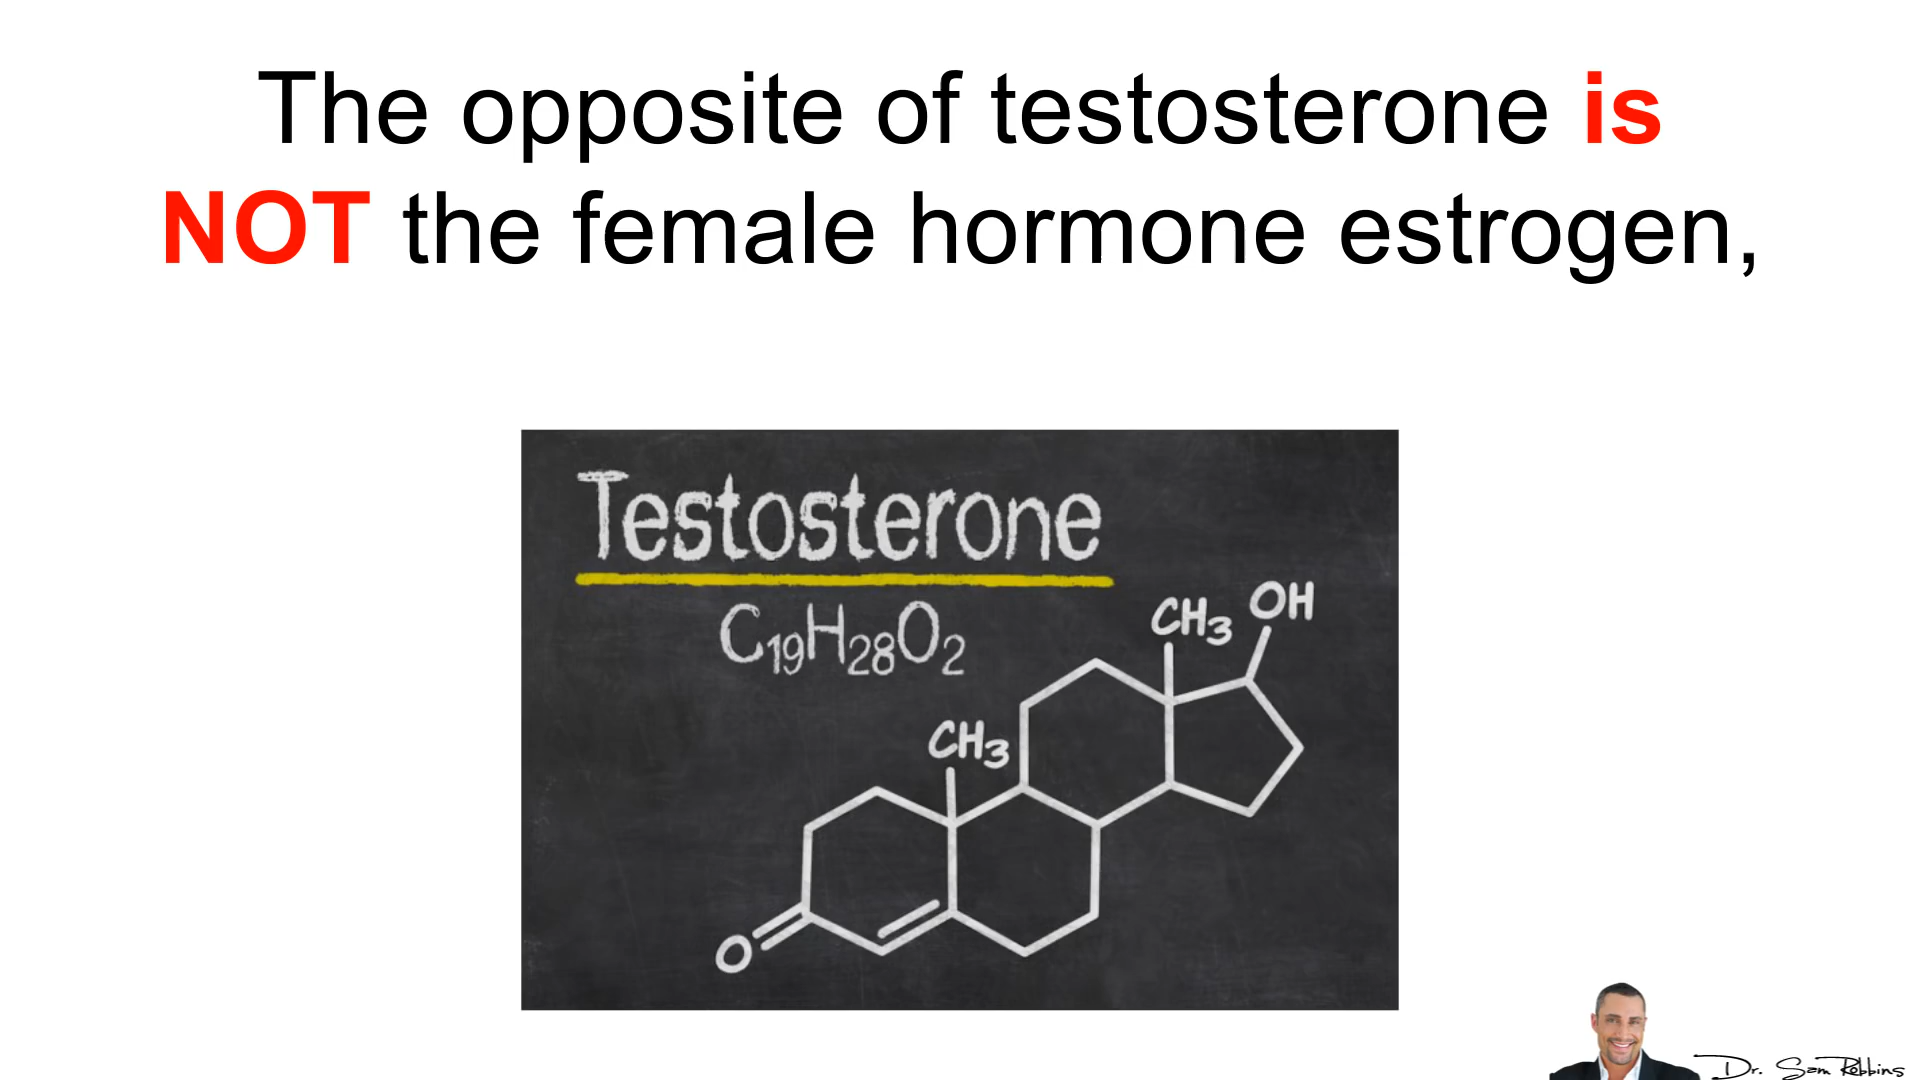 The opposite of testosterone is
NOT the female hormone estrogen,
Testosterone
C₁₉H₂₈O₂
CH₃ OH
CH₃
O
Dr. Sam Robbins